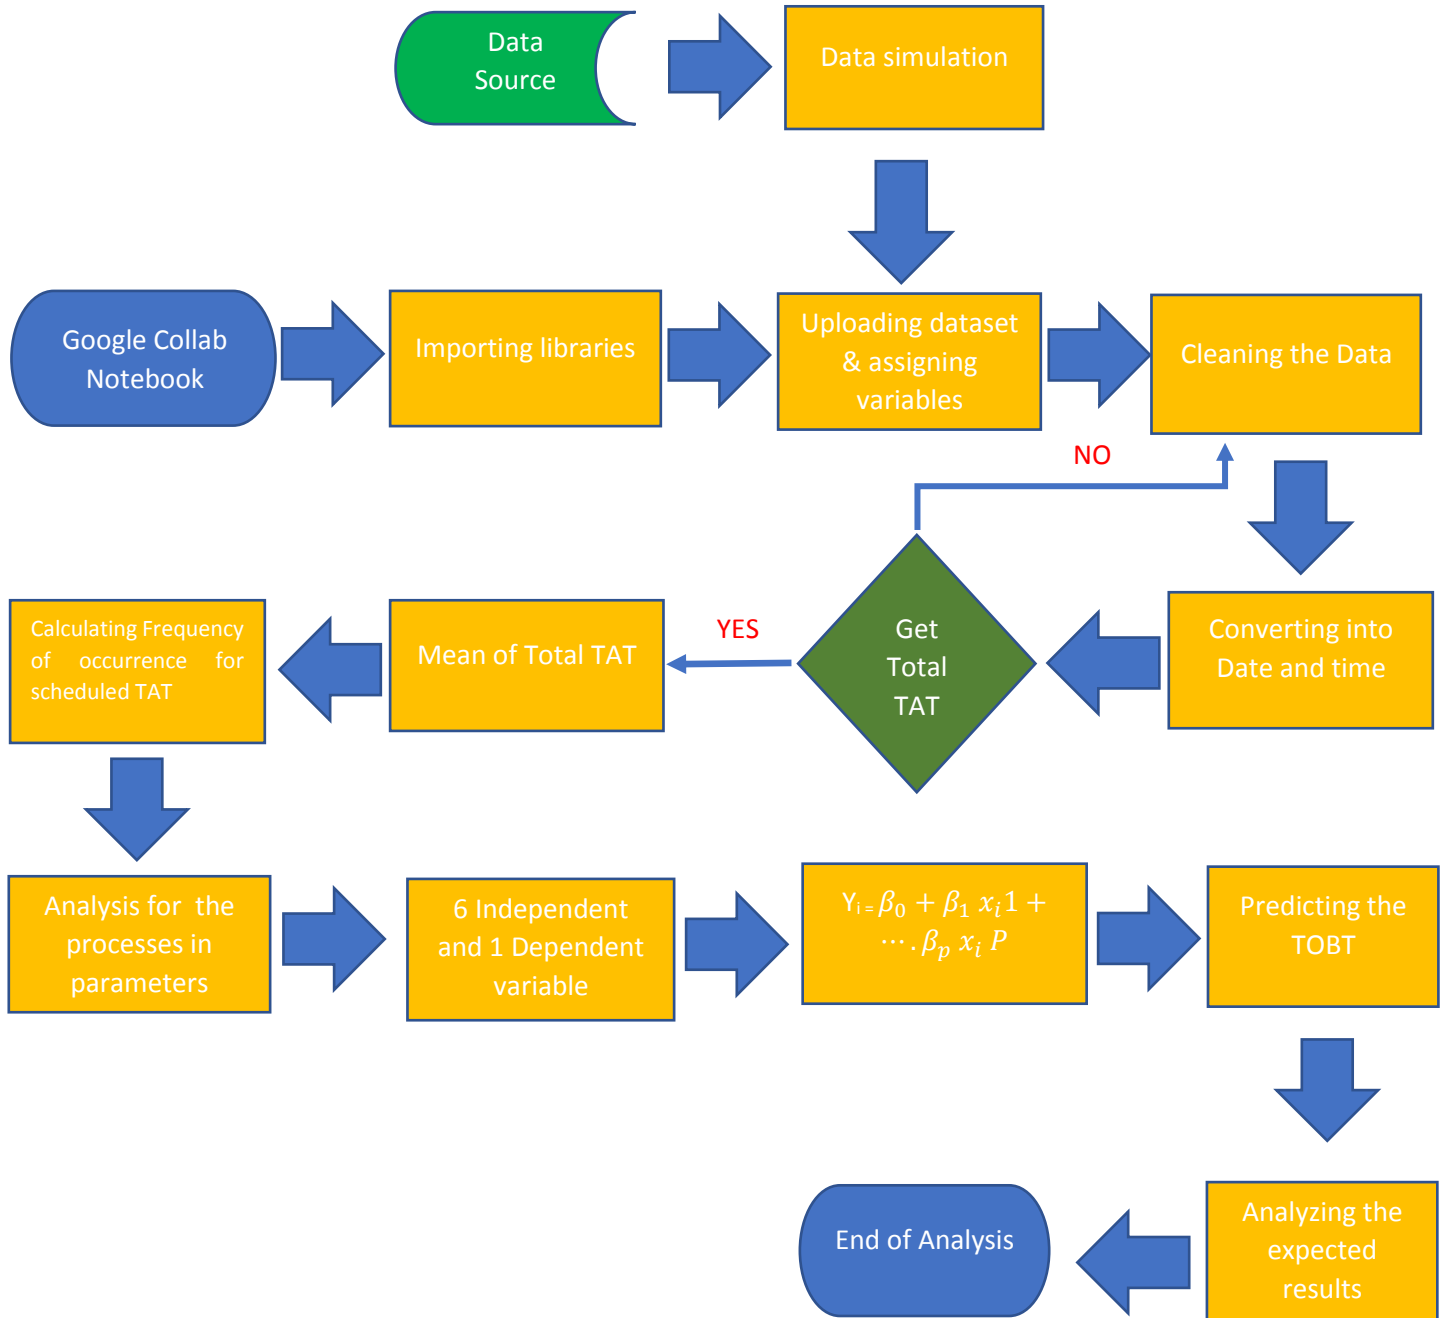 Data
Source
Data simulation
Google Collab
Notebook
Importing libraries
Uploading dataset
& assigning
variables
Cleaning the Data
NO
Calculating Frequency
of occurrence for
scheduled TAT
Mean of Total TAT
YES
Get
Total
TAT
Converting into
Date and time
Analysis for the
processes in
parameters
6 Independent
and 1 Dependent
variable
Yᵢ = β₀ + β₁ xᵢ1 +
⋯.βₚ xᵢ P
Predicting the
TOBT
End of Analysis
Analyzing the
expected
results